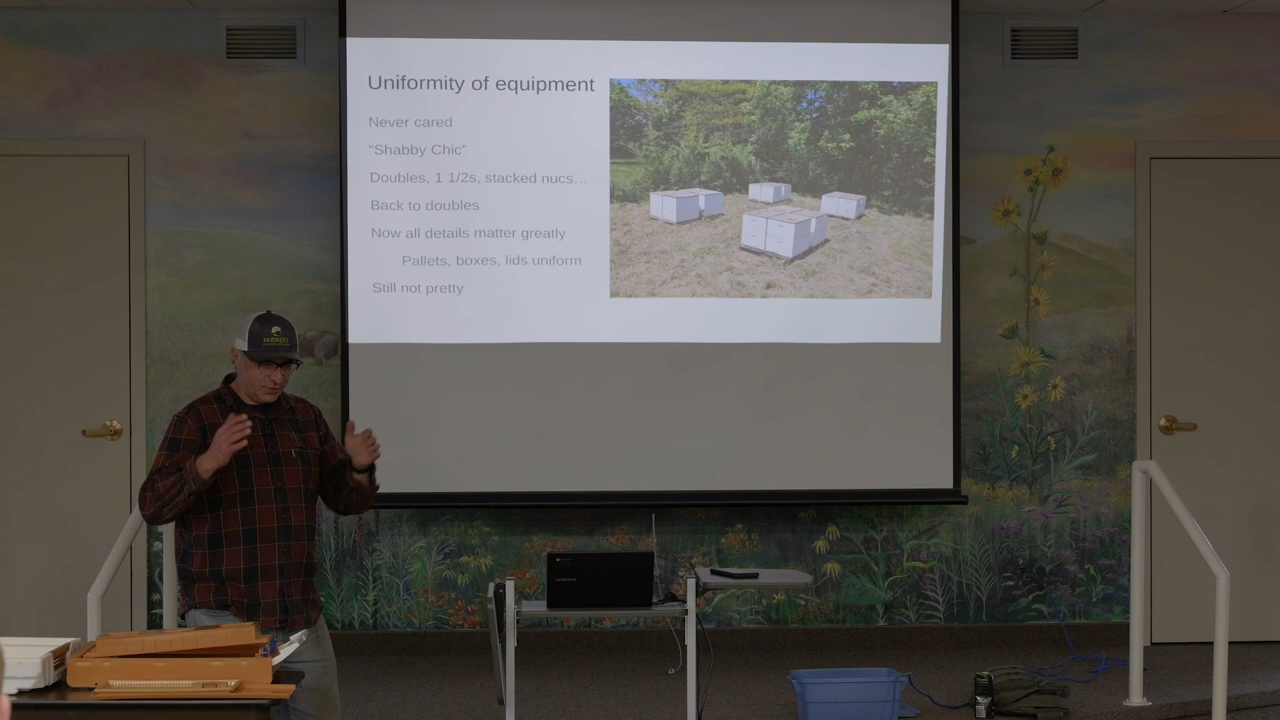 Uniformity of equipment
Never cared
“Shabby Chic”
Doubles, 1 1/2s, stacked nucs…
Back to doubles
Now all details matter greatly
Pallets, boxes, lids uniform
Still not pretty
FARMERS
SAMSUNG